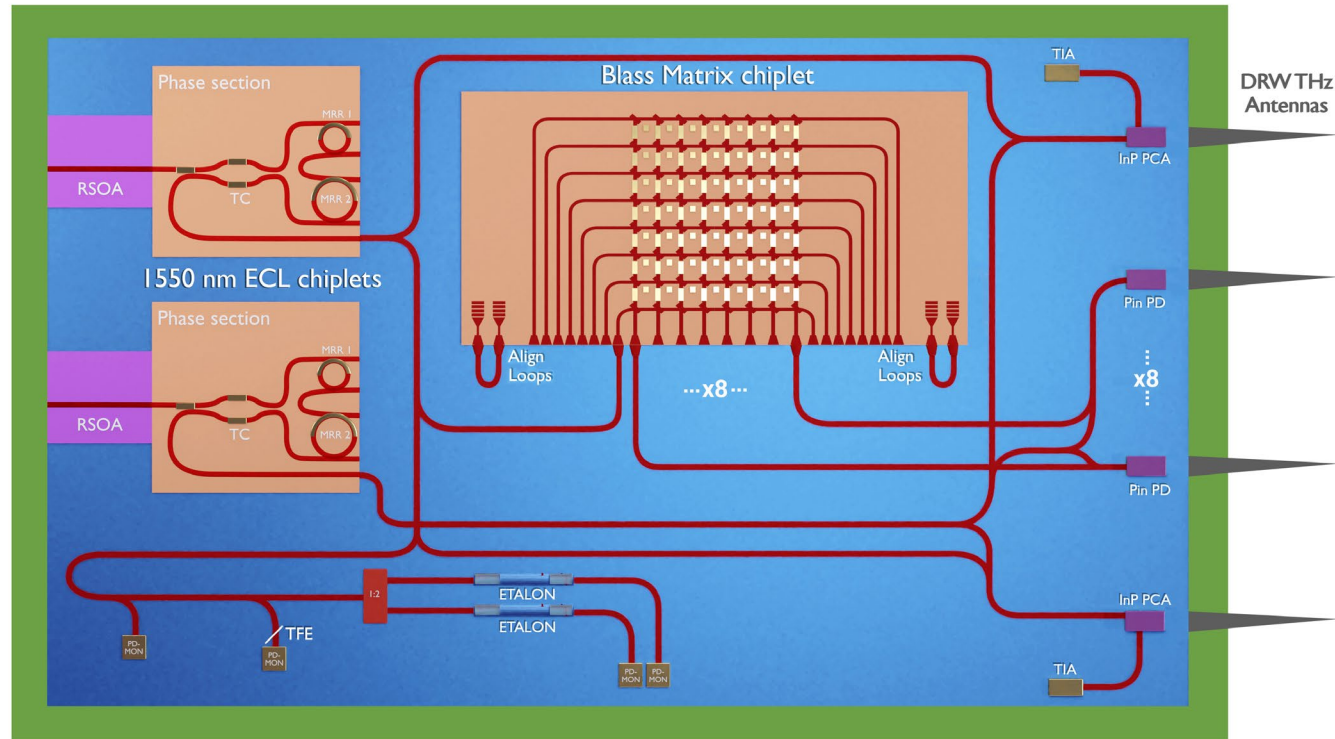 Phase section
MRR 1
RSOA
TC
MRR 2
1550 nm ECL chiplets
Phase section
MRR 1
RSOA
TC
MRR 2
Blass Matrix chiplet
Align
Loops
...x8...
Align
Loops
TIA
InP PCA
DRW THz
Antennas
Pin PD
x8
Pin PD
InP PCA
TIA
PD-
MON
TFE
PD-
MON
1:2
ETALON
ETALON
PD-
MON
PD-
MON